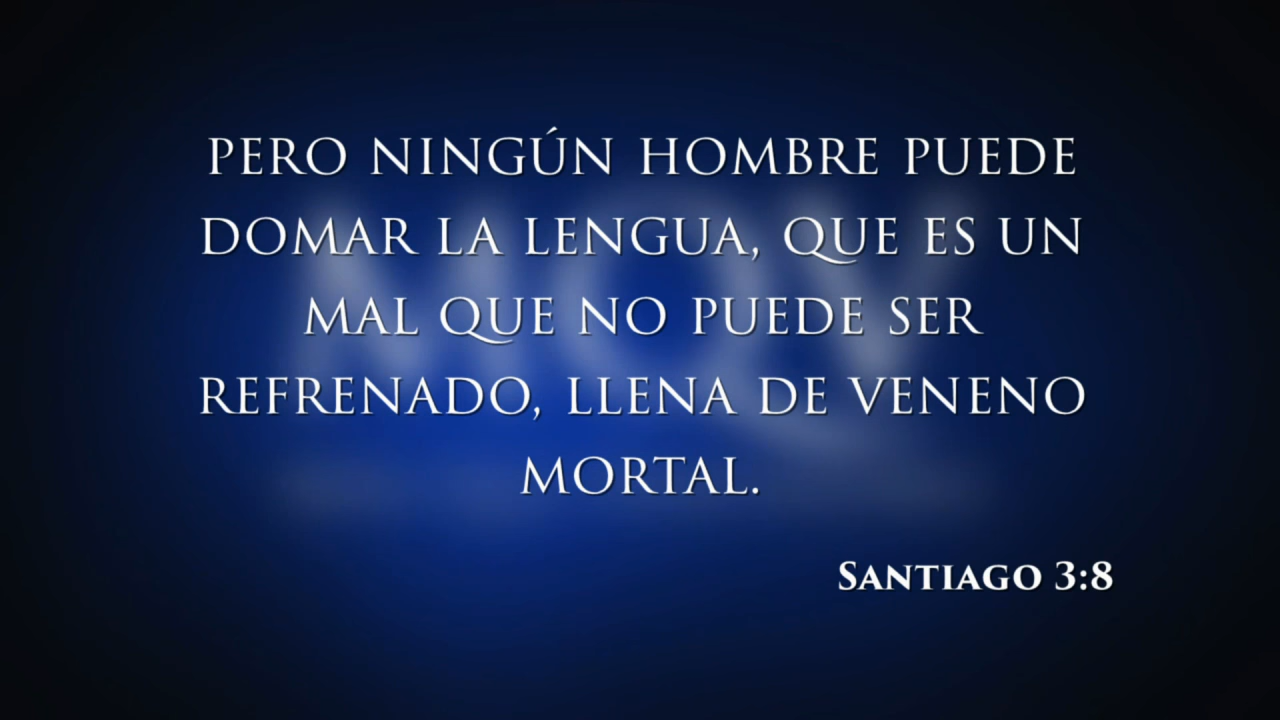 PERO NINGÚN HOMBRE PUEDE
DOMAR LA LENGUA, QUE ES UN
MAL QUE NO PUEDE SER
REFRENADO, LLENA DE VENENO
MORTAL.
SANTIAGO 3:8